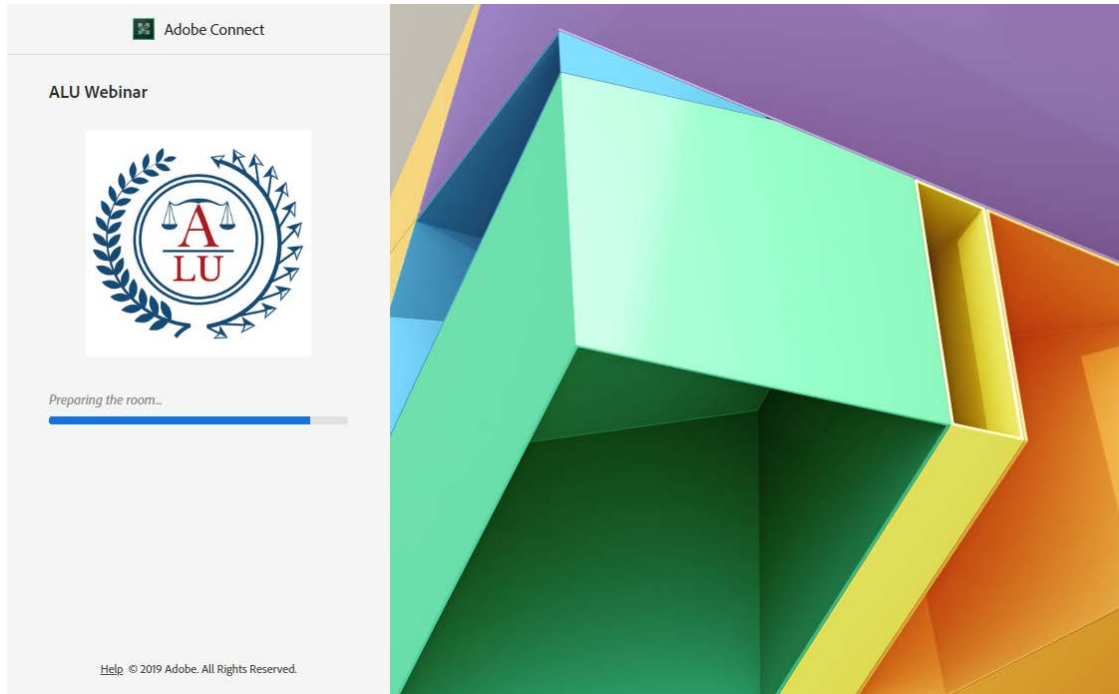 Adobe Connect
ALU Webinar
A
LU
Preparing the room...
Help © 2019 Adobe. All Rights Reserved.